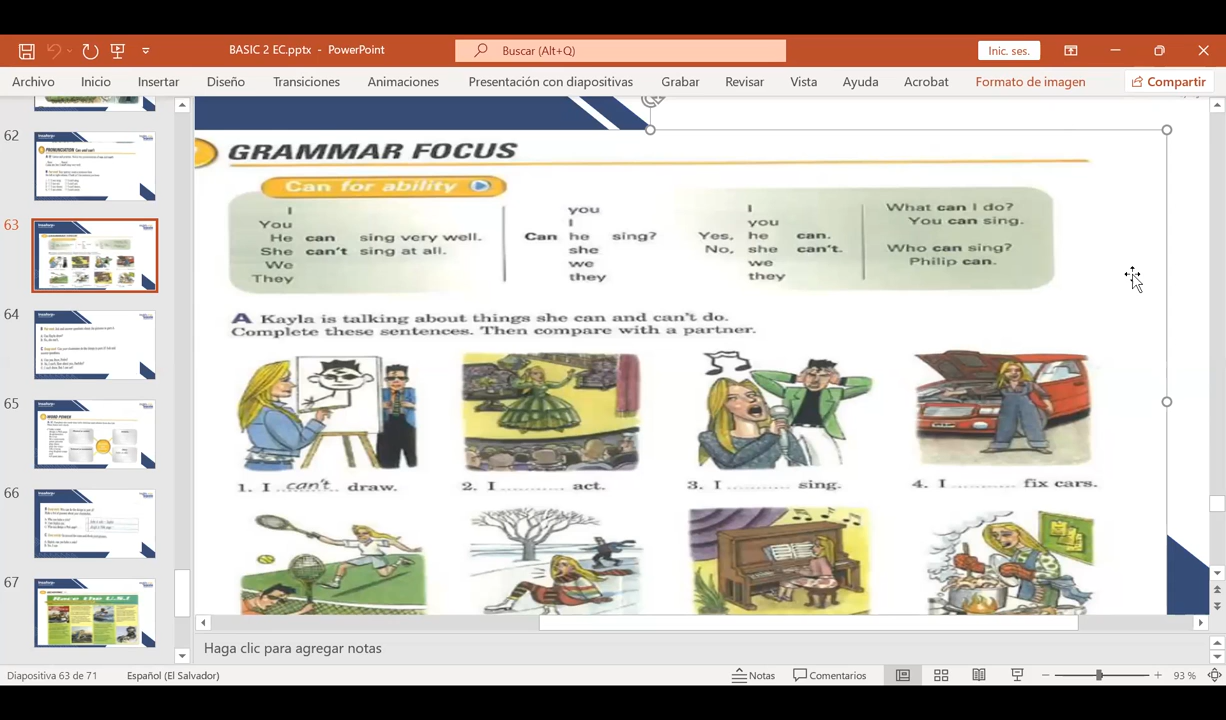 BASIC 2 EC.pptx - PowerPoint
Buscar (Alt+Q)
Inic. ses.
Archivo Inicio Insertar Diseño Transiciones Animaciones Presentación con diapositivas Grabar Revisar Vista Ayuda Acrobat Formato de imagen Compartir
62
PRONUNCIATION
63
64
65
WORD POWER
66
67
Race the U.S.!
GRAMMAR FOCUS
Can for ability
I
You
He can sing very well.
She can't sing at all.
We
They
you
I
Can he sing?
she
we
they
I
you
Yes, he can.
No, she can't.
we
they
What can I do?
You can sing.
Who can sing?
Philip can.
A Kayla is talking about things she can and can't do.
Complete these sentences. Then compare with a partner.
1. I can't draw.
2. I .......... act.
3. I .......... sing.
4. I .......... fix cars.
Haga clic para agregar notas
Diapositiva 63 de 71 Español (El Salvador) Notas Comentarios 93 %